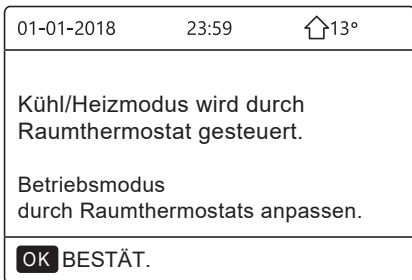 01-01-2018 23:59 13°
Kühl/Heizmodus wird durch
Raumthermostat gesteuert.
Betriebsmodus
durch Raumthermostats anpassen.
OK BESTÄT.